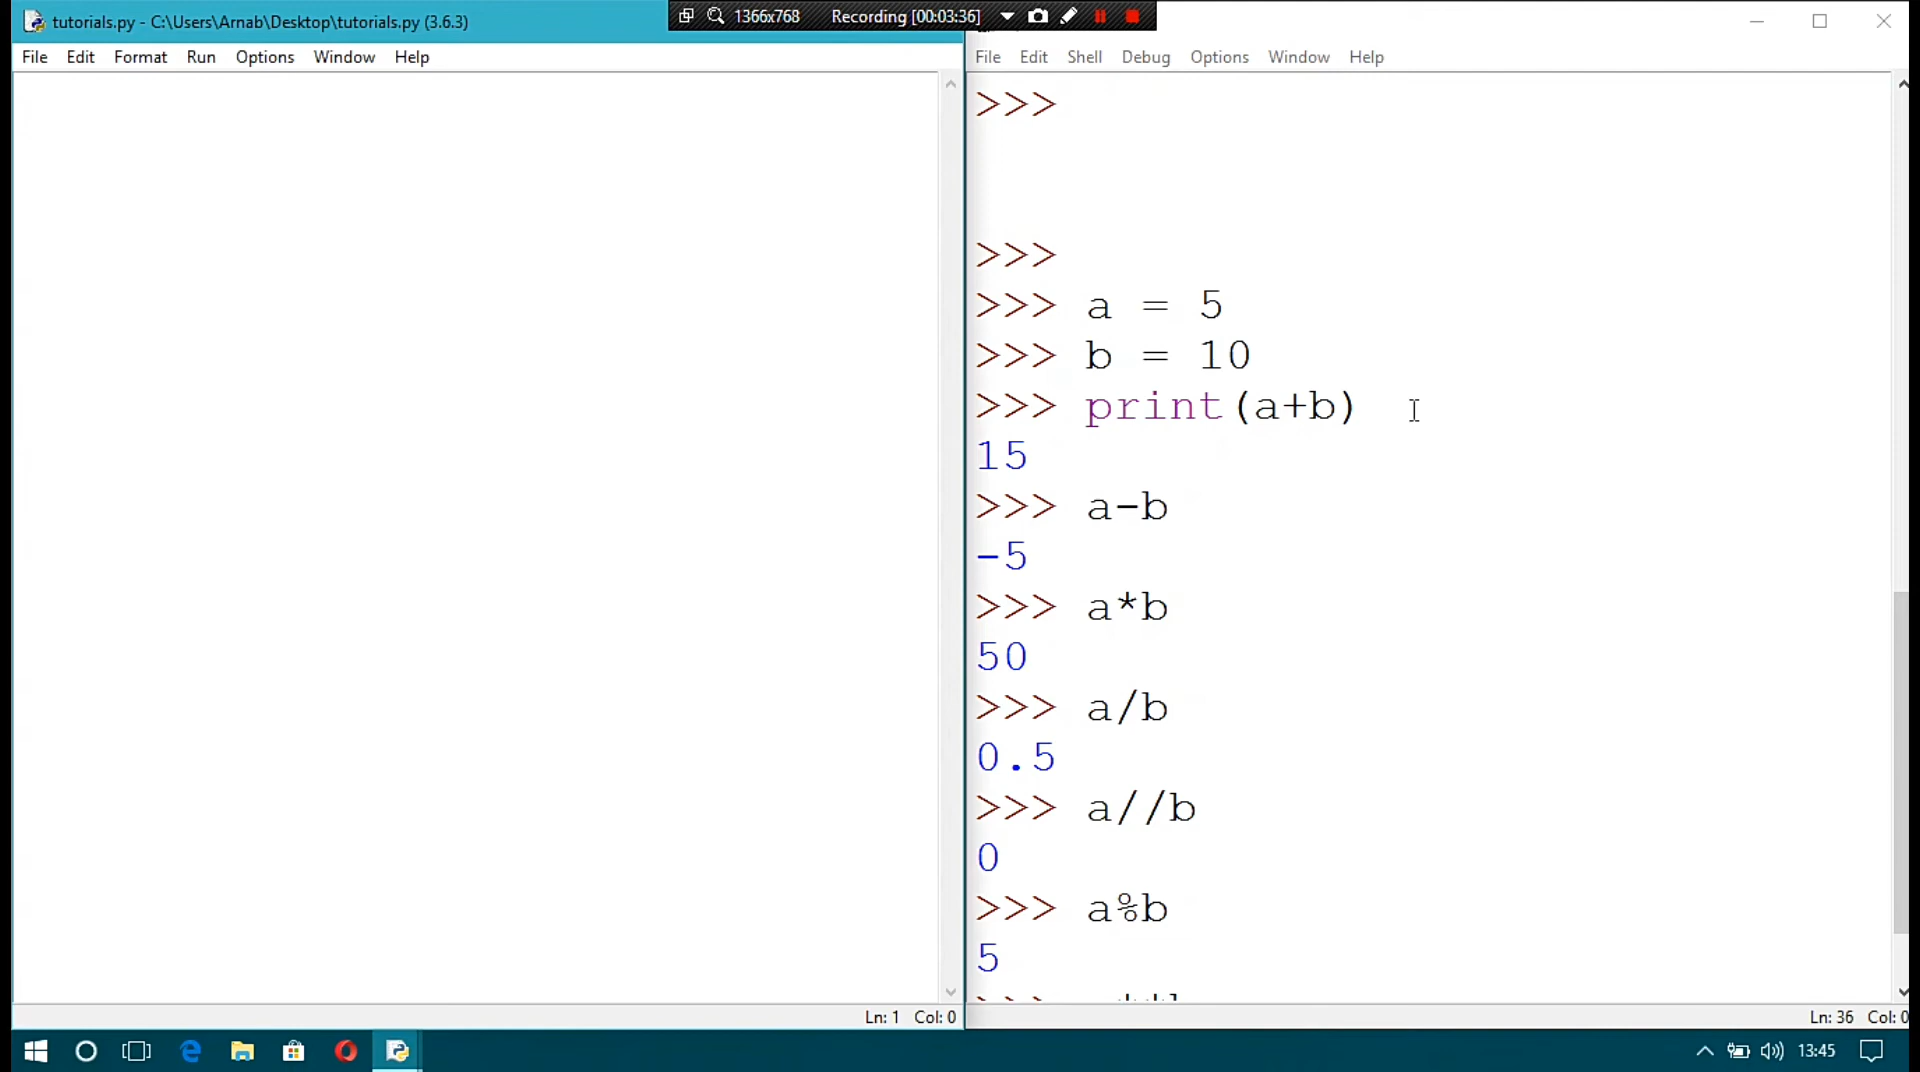 tutorials.py - C:\Users\Arnab\Desktop\tutorials.py (3.6.3)
1366x768 Recording [00:03:36]
File Edit Format Run Options Window Help
File Edit Shell Debug Options Window Help
>>>
>>>
>>> a = 5
>>> b = 10
>>> print(a+b)
15
>>> a-b
-5
>>> a*b
50
>>> a/b
0.5
>>> a//b
0
>>> a%b
5
Ln: 1 Col: 0
Ln: 36 Col: 0
13:45